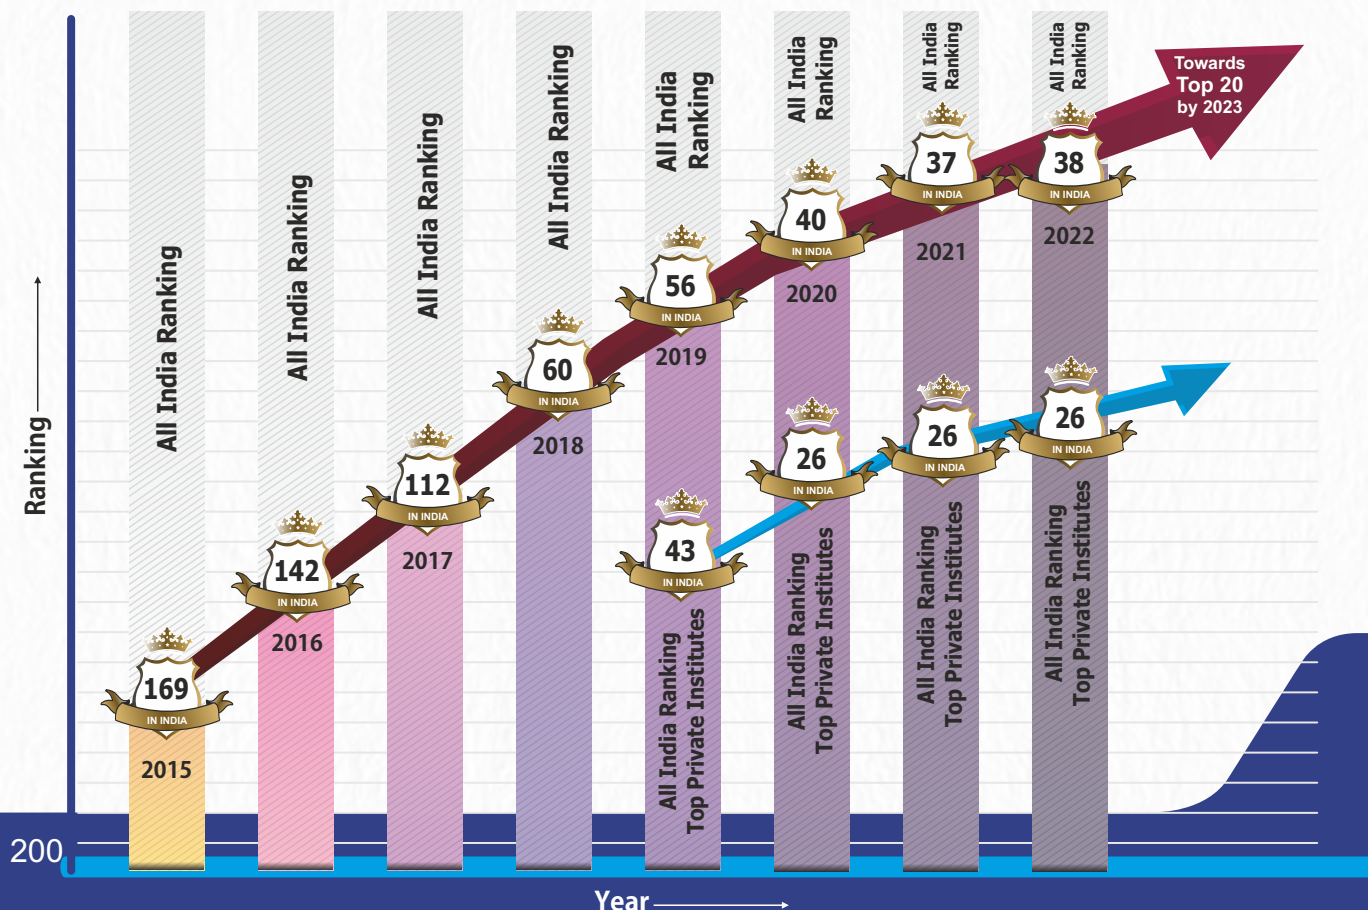 Ranking
200
Year
All India Ranking
169
IN INDIA
2015
All India Ranking
142
IN INDIA
2016
All India Ranking
112
IN INDIA
2017
All India Ranking
60
IN INDIA
2018
All India
Ranking
56
IN INDIA
2019
43
IN INDIA
All India Ranking
Top Private Institutes
All India
Ranking
40
IN INDIA
2020
26
IN INDIA
All India Ranking
Top Private Institutes
All India
Ranking
37
IN INDIA
2021
26
IN INDIA
All India Ranking
Top Private Institutes
All India
Ranking
38
IN INDIA
2022
26
IN INDIA
All India Ranking
Top Private Institutes
Towards
Top 20
by 2023